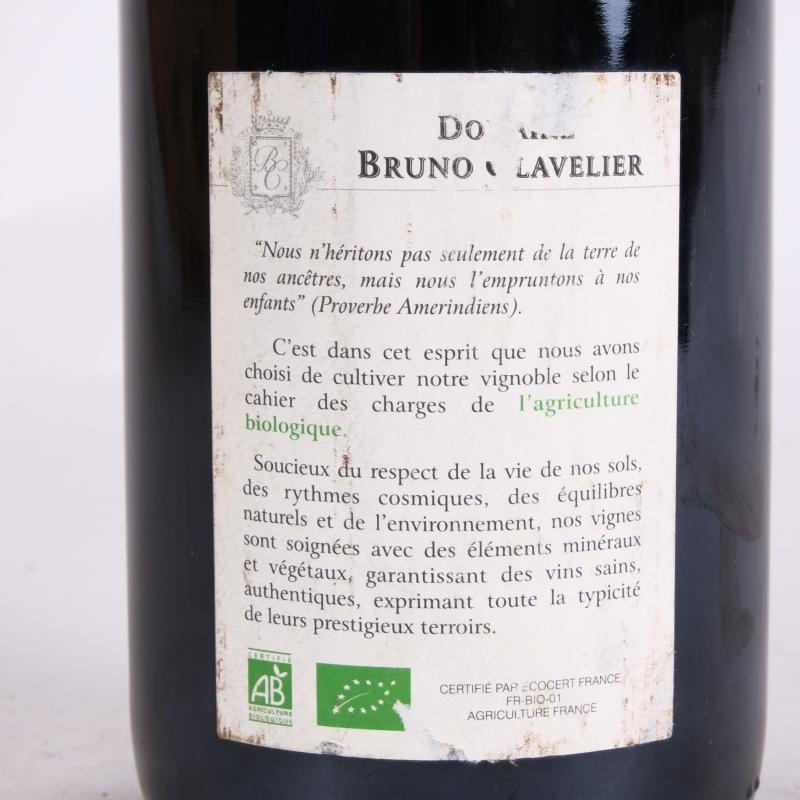 BC
BRUNO CLAVELIER
“Nous n’héritons pas seulement de la terre de
nos ancêtres, mais nous l’empruntons à nos
enfants” (Proverbe Amerindiens).
C’est dans cet esprit que nous avons
choisi de cultiver notre vignoble selon le
cahier des charges de l’agriculture
biologique.
Soucieux du respect de la vie de nos sols,
des rythmes cosmiques, des équilibres
naturels et de l’environnement, nos vignes
sont soignées avec des éléments minéraux
et végétaux, garantissant des vins sains,
authentiques, exprimant toute la typicité
de leurs prestigieux terroirs.
CERTIFIÉ
AB
AGRICULTURE
BIOLOGIQUE
CERTIFIÉ PAR ECOCERT FRANCE
FR-BIO-01
AGRICULTURE FRANCE